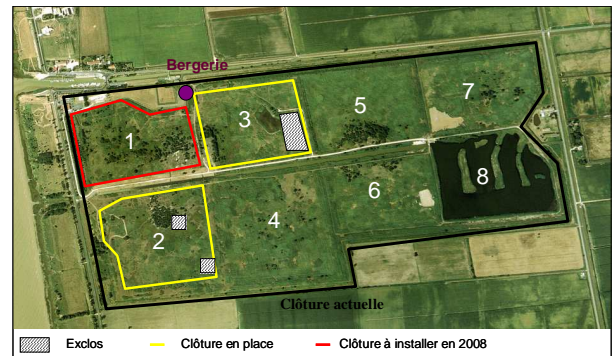 Bergerie
1
3
5
7
2
4
6
8
Clôture actuelle
Exclos
Clôture en place
Clôture à installer en 2008